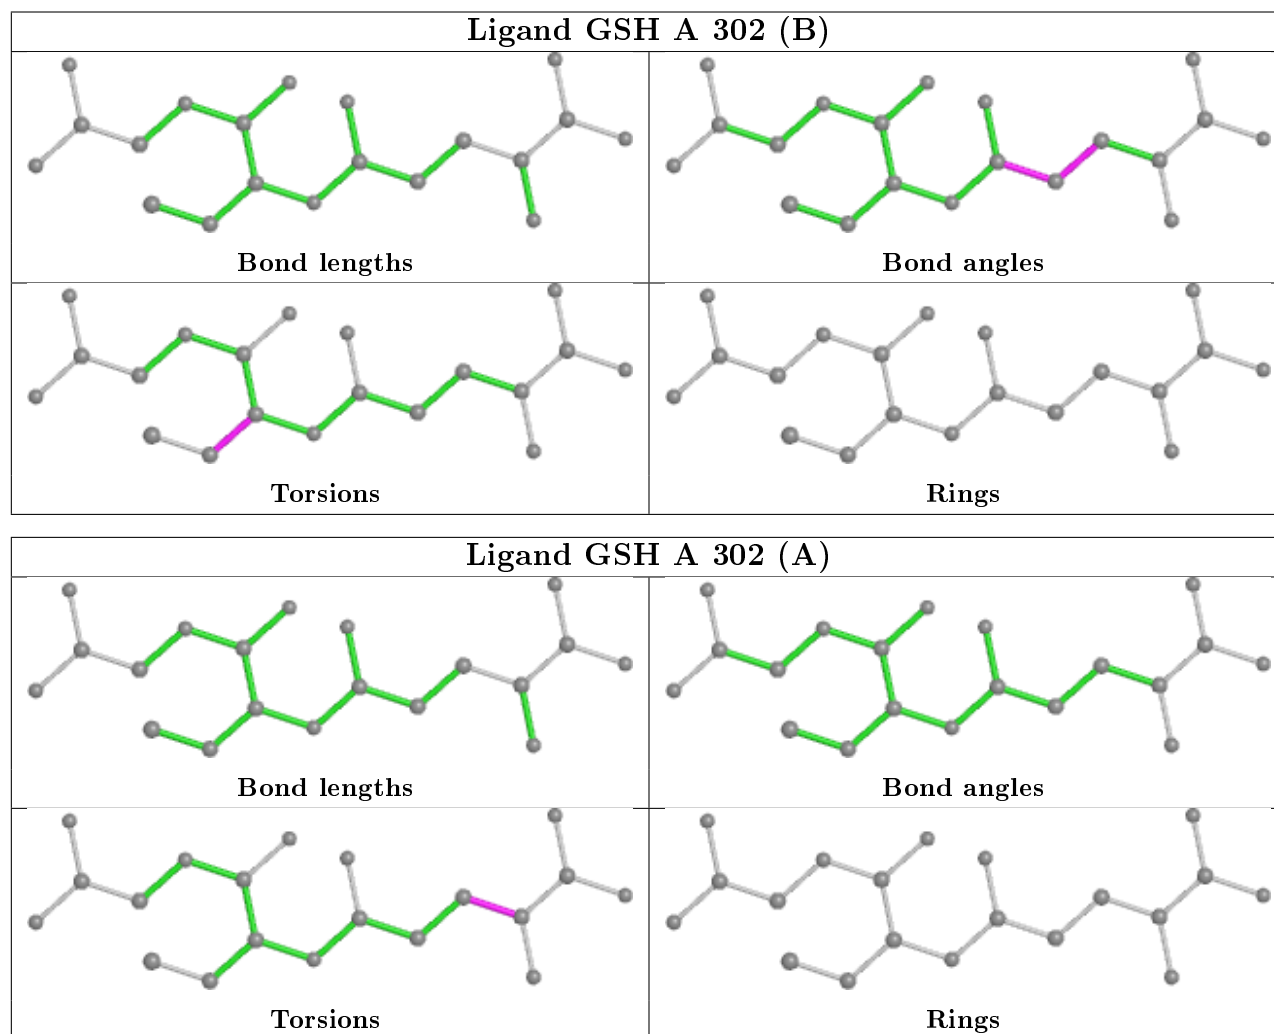 Ligand GSH A 302 (B)
Bond lengths
Bond angles
Torsions
Rings
Ligand GSH A 302 (A)
Bond lengths
Bond angles
Torsions
Rings